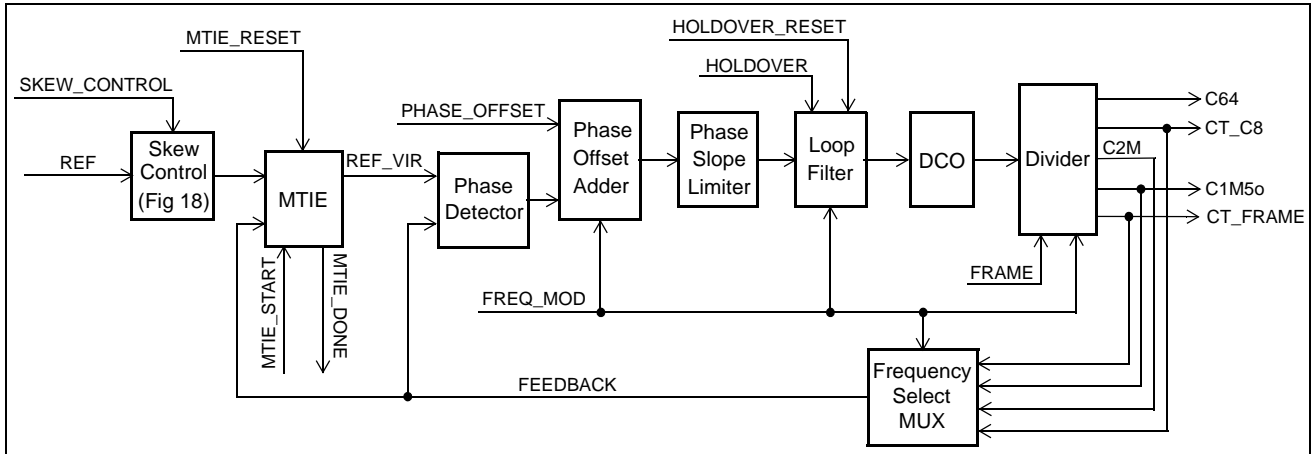 MTIE_RESET
HOLDOVER_RESET
HOLDOVER
SKEW_CONTROL
PHASE_OFFSET
REF
Skew
Control
(Fig 18)
MTIE
REF_VIR
Phase
Detector
Phase
Offset
Adder
Phase
Slope
Limiter
Loop
Filter
DCO
Divider
C64
CT_C8
C2M
C1M5o
CT_FRAME
FRAME
MTIE_START
MTIE_DONE
FREQ_MOD
FEEDBACK
Frequency
Select
MUX